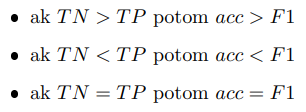 • ak TN > TP potom acc > F1
• ak TN < TP potom acc < F1
• ak TN = TP potom acc = F1